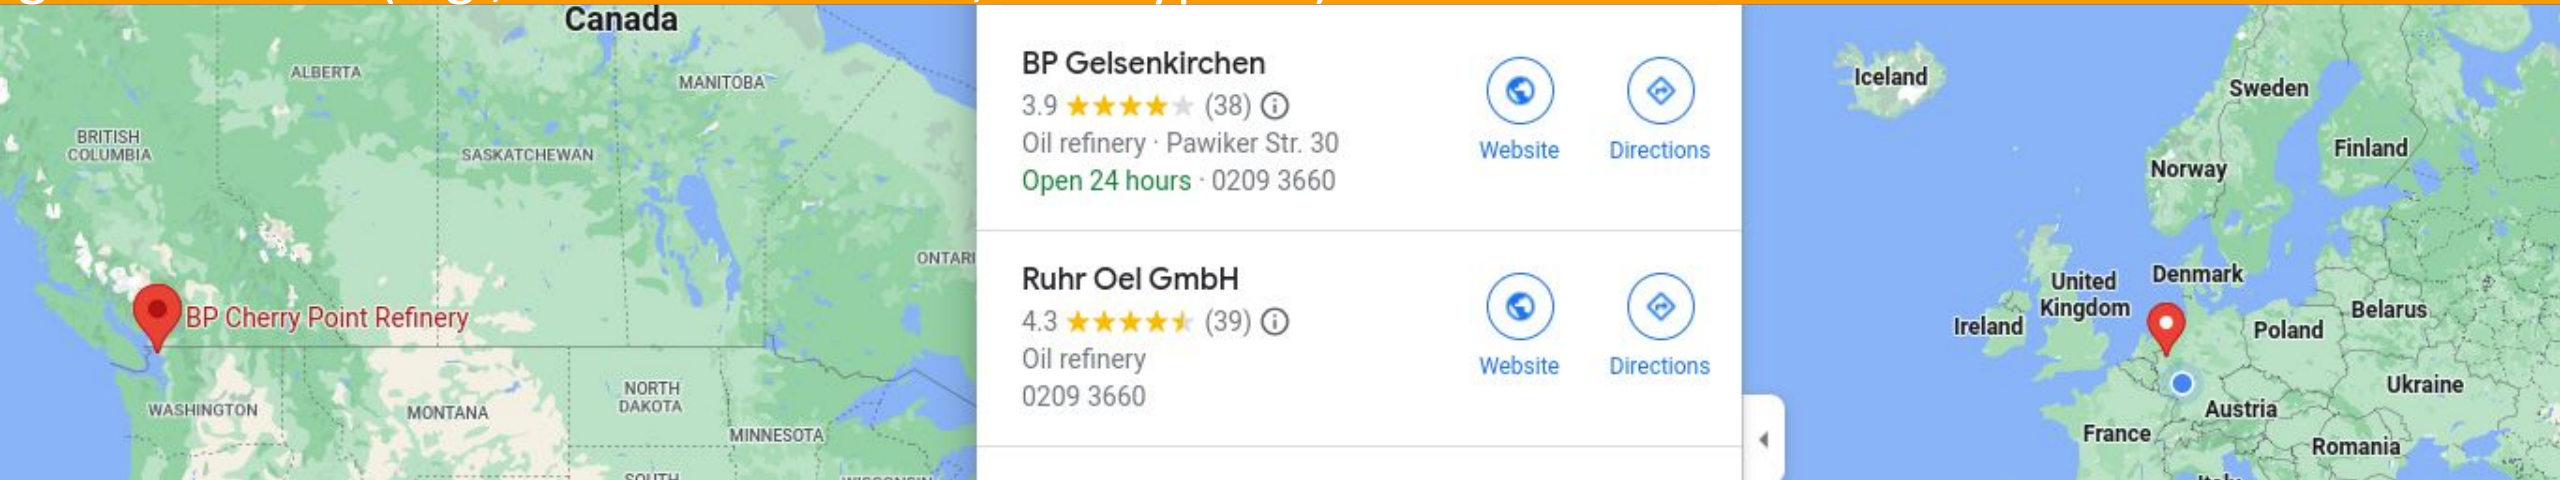 Canada
ALBERTA
MANITOBA
BRITISH
COLUMBIA
SASKATCHEWAN
ONTARI
BP Cherry Point Refinery
WASHINGTON
MONTANA
NORTH
DAKOTA
MINNESOTA
BP Gelsenkirchen
3.9 (38)
Oil refinery · Pawiker Str. 30
Open 24 hours · 0209 3660
Website
Directions
Ruhr Oel GmbH
4.3 (39)
Oil refinery
0209 3660
Website
Directions
Iceland
Sweden
Finland
Norway
Denmark
United
Kingdom
Ireland
Belarus
Poland
Ukraine
Austria
France
Romania